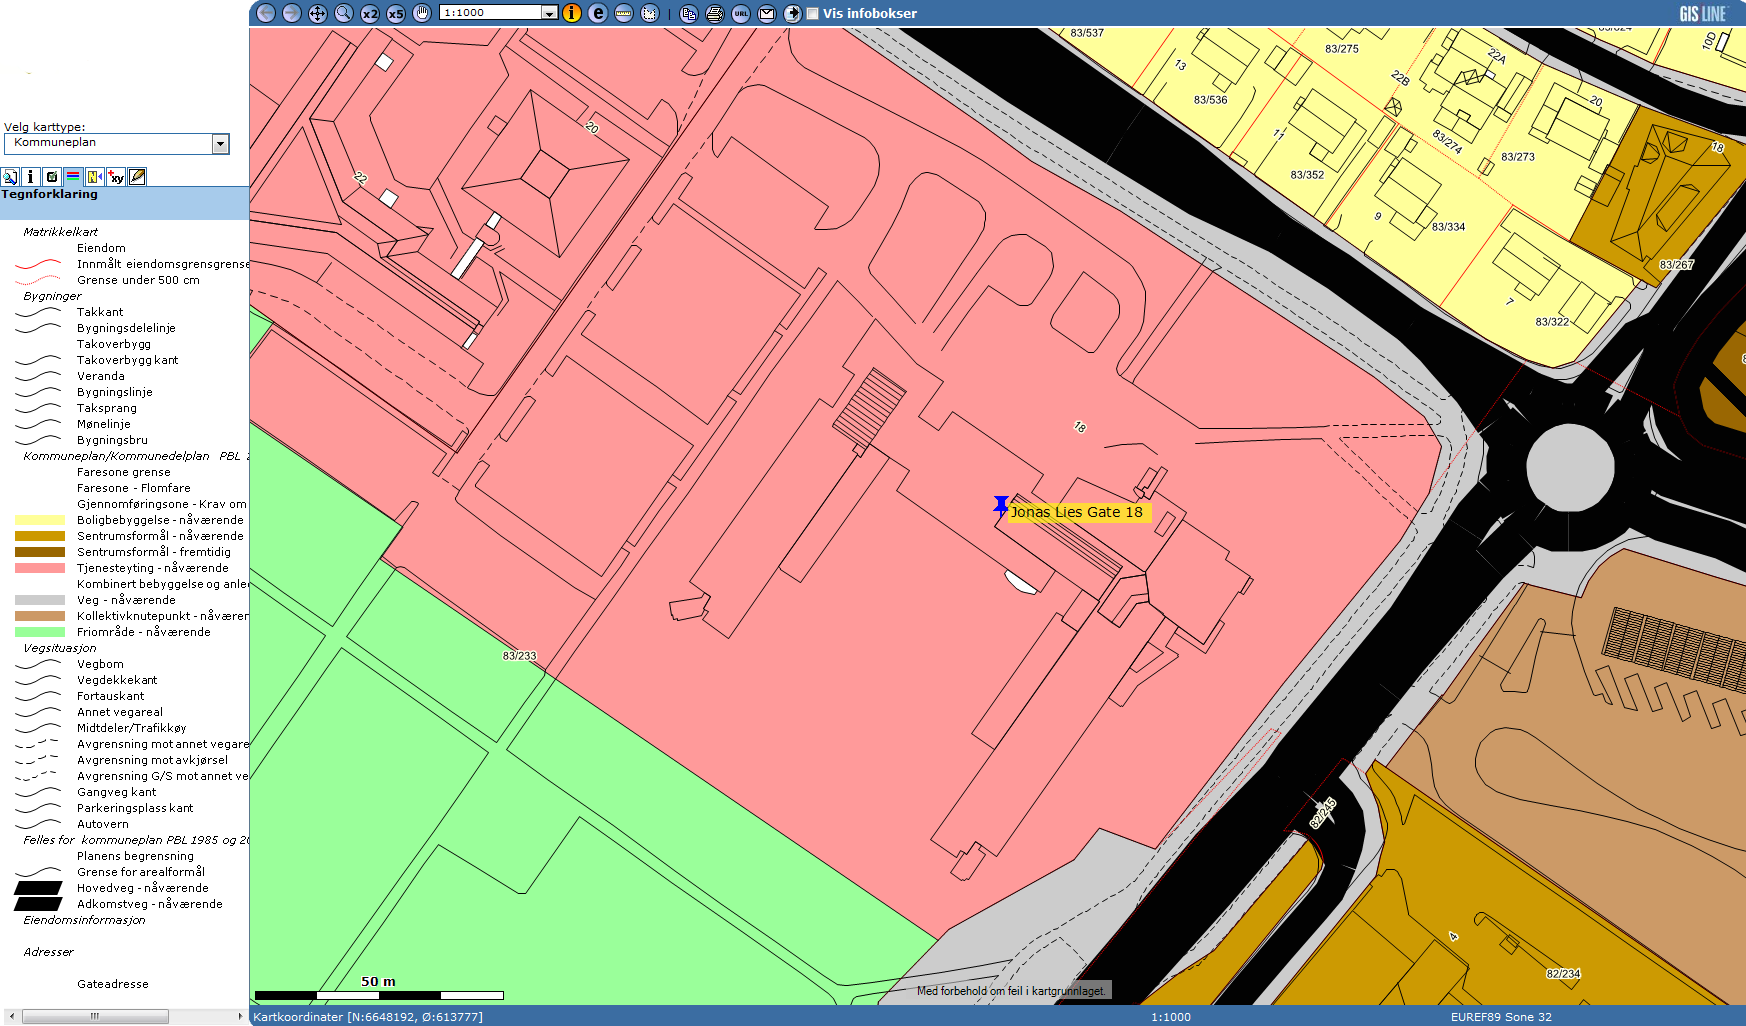 x2
x5
1:1000
i
e
URL
Vis infobokser
GIS LINE
Velg karttype:
Kommuneplan
i
N
xy
Tegnforklaring
Matrikkelkart
Eiendom
Innmålt eiendomsgrensgrense
Grense under 500 cm
Bygninger
Takkant
Bygningsdelelinje
Takoverbygg
Takoverbygg kant
Veranda
Bygningslinje
Taksprang
Mønelinje
Bygningsbru
Kommuneplan/Kommunedelplan PBL
Faresone grense
Faresone - Flomfare
Gjennomføringsone - Krav om
Boligbebyggelse - nåværende
Sentrumsformål - nåværende
Sentrumsformål - fremtidig
Tjenesteyting - nåværende
Kombinert bebyggelse og anle
Veg - nåværende
Kollektivknutepunkt - nåværen
Friområde - nåværende
Vegsituasjon
Vegbom
Vegdekkekant
Fortauskant
Annet vegareal
Midtdeler/Trafikkøy
Avgrensning mot annet vegare
Avgrensning mot avkjørsel
Avgrensning G/S mot annet ve
Gangveg kant
Parkeringsplass kant
Autovern
Felles for kommuneplan PBL 1985 og 20
Planens begrensning
Grense for arealformål
Hovedveg - nåværende
Adkomstveg - nåværende
Eiendomsinformasjon
Adresser
Gateadresse
83/537
13
83/536
83/275
22A
22B
10D
20
11
83/274
83/273
18
83/352
9
83/334
83/267
7
83/322
20
22
18
Jonas Lies Gate 18
83/233
82/245
4
82/234
50 m
Med forbehold om feil i kartgrunnlaget.
Kartkoordinater [N:6648192, Ø:613777]
1:1000
EUREF89 Sone 32